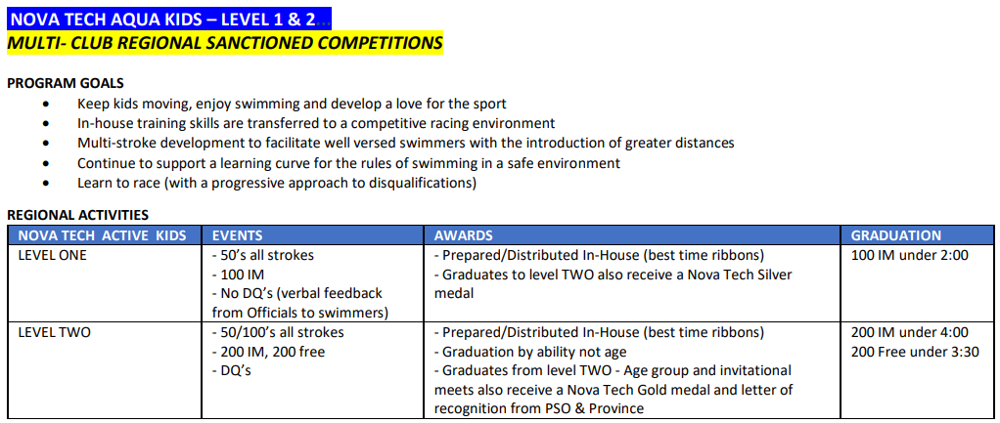 NOVA TECH AQUA KIDS – LEVEL 1 & 2...
MULTI- CLUB REGIONAL SANCTIONED COMPETITIONS
PROGRAM GOALS
• Keep kids moving, enjoy swimming and develop a love for the sport
• In-house training skills are transferred to a competitive racing environment
• Multi-stroke development to facilitate well versed swimmers with the introduction of greater distances
• Continue to support a learning curve for the rules of swimming in a safe environment
• Learn to race (with a progressive approach to disqualifications)
REGIONAL ACTIVITIES
NOVA TECH ACTIVE KIDS EVENTS AWARDS GRADUATION
LEVEL ONE
- 50’s all strokes
- 100 IM
- No DQ’s (verbal feedback
from Officials to swimmers)
- Prepared/Distributed In-House (best time ribbons)
- Graduates to level TWO also receive a Nova Tech Silver
medal
100 IM under 2:00
LEVEL TWO
- 50/100’s all strokes
- 200 IM, 200 free
- DQ’s
- Prepared/Distributed In-House (best time ribbons)
- Graduation by ability not age
- Graduates from level TWO - Age group and invitational
meets also receive a Nova Tech Gold medal and letter of
recognition from PSO & Province
200 IM under 4:00
200 Free under 3:30